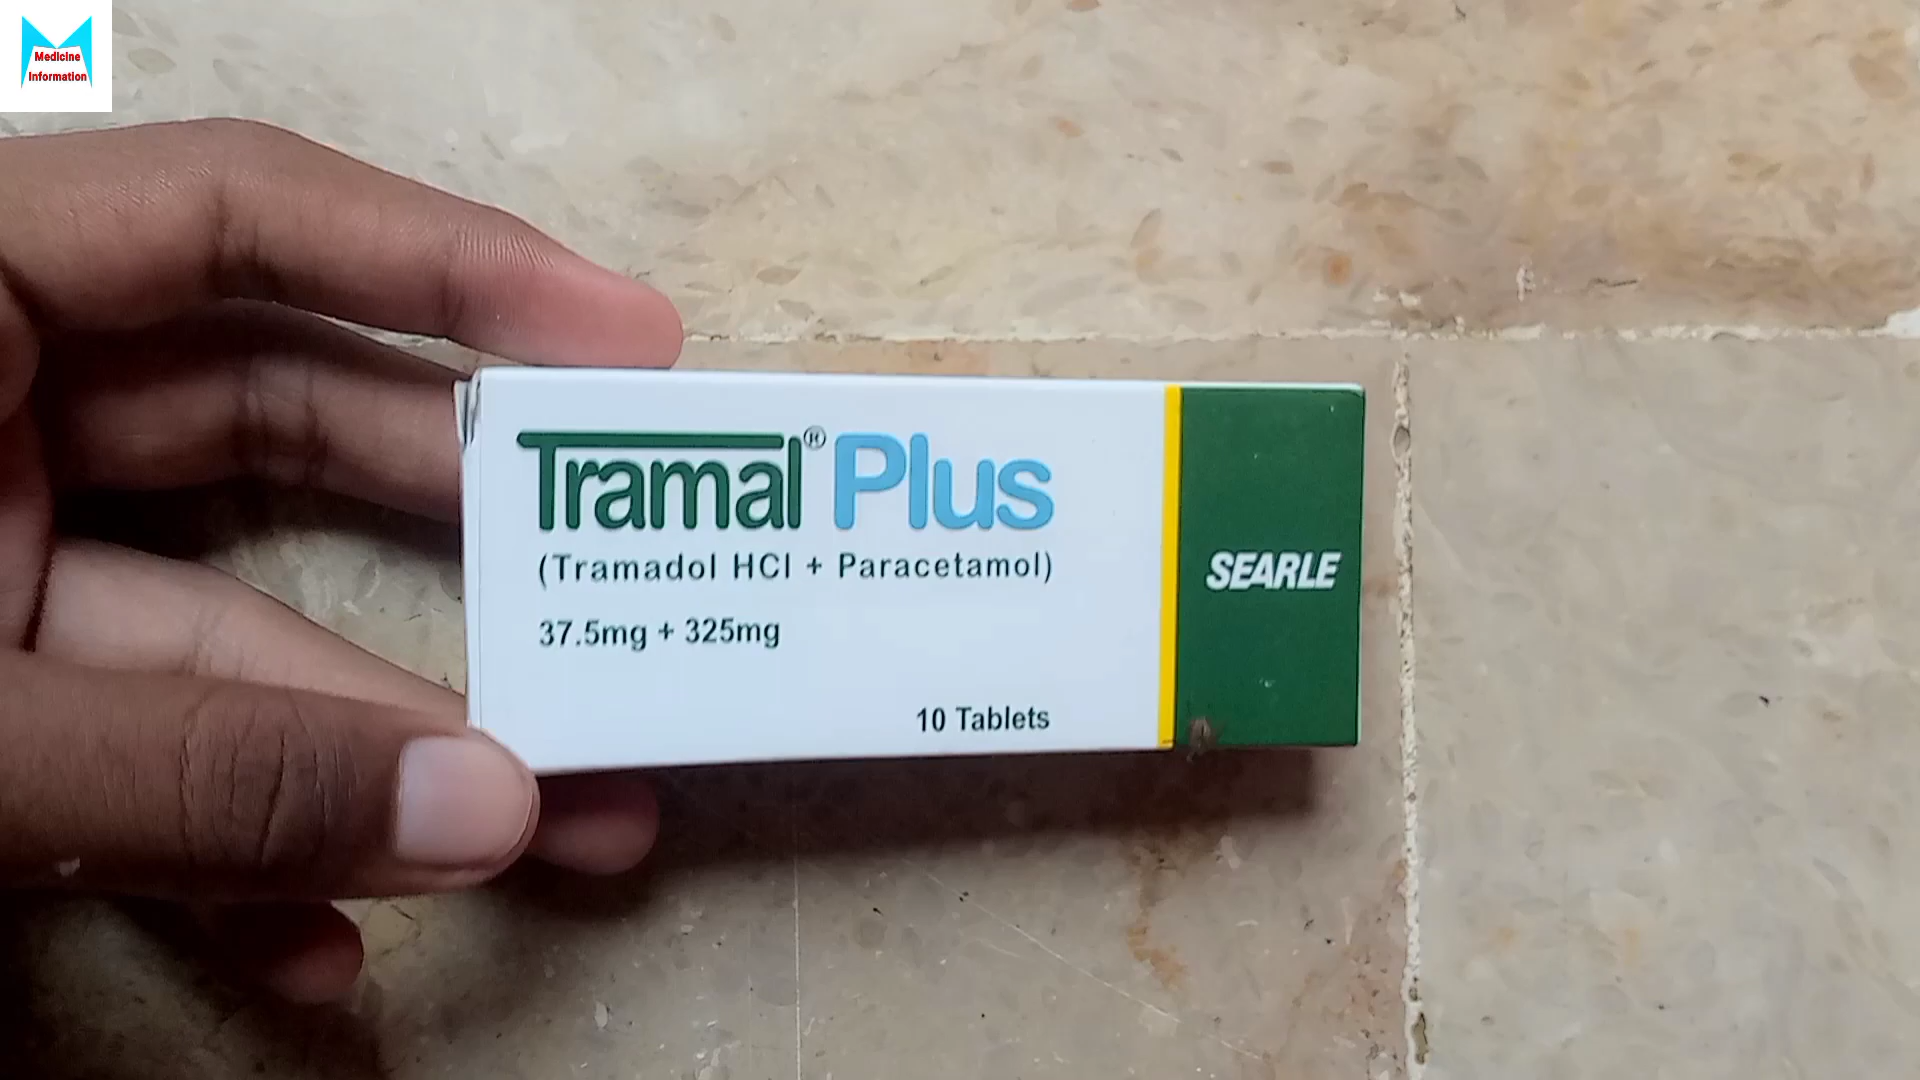 Medicine
Information
Tramal® Plus
(Tramadol HCl + Paracetamol)
37.5mg + 325mg
10 Tablets
SEARLE